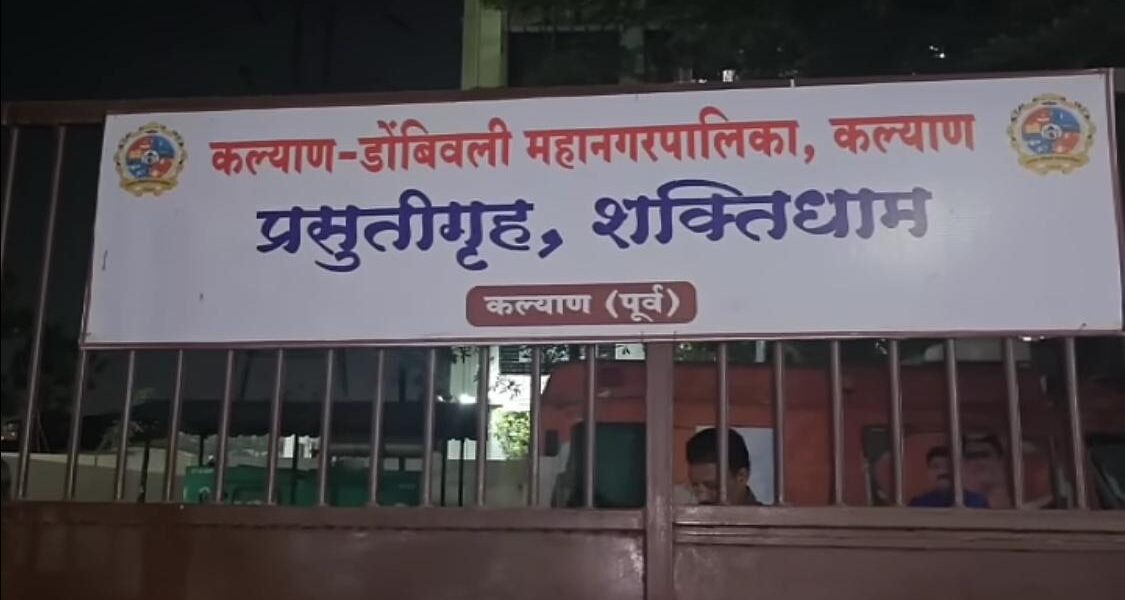 कल्याण-डोंबिवली महानगरपालिका, कल्याण
प्रसुतीगृह, शक्तिधाम
कल्याण (पूर्व)